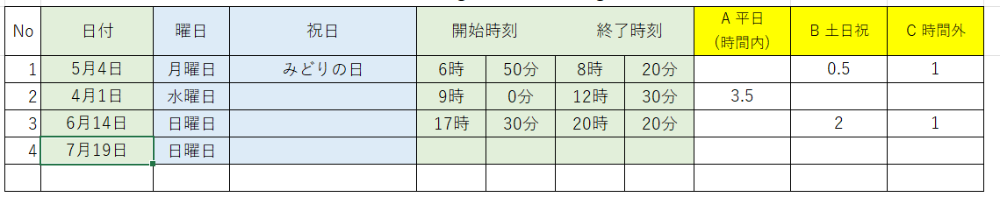 No 日付 曜日 祝日 開始時刻 終了時刻 A 平日 (時間内) B 土日祝 C 時間外
1 5月4日 月曜日 みどりの日 6時 50分 8時 20分 0.5 1
2 4月1日 水曜日 9時 0分 12時 30分 3.5
3 6月14日 日曜日 17時 30分 20時 20分 2 1
4 7月19日 日曜日